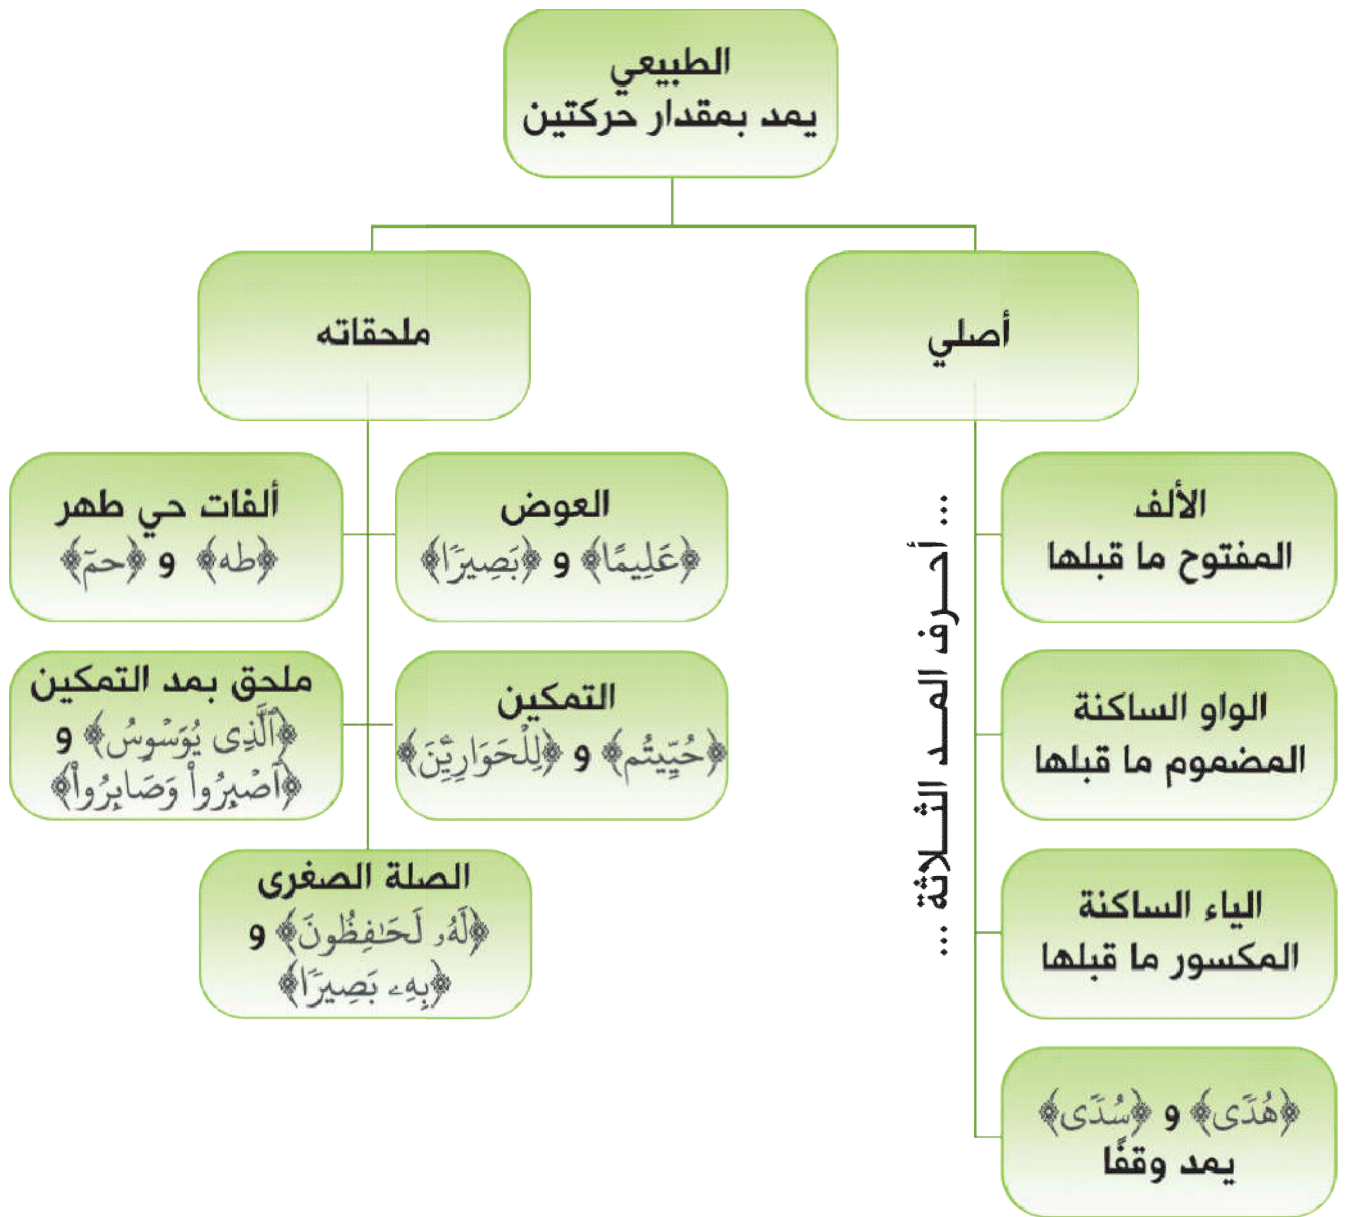 الطبيعي
يمد بمقدار حركتين
أصلي
ملحقاته
... أحرف المد الثلاثة ...
الألف
المفتوح ما قبلها
الواو الساكنة
المضموم ما قبلها
الياء الساكنة
المكسور ما قبلها
﴿هُدَى﴾ و ﴿سُدَى﴾
يمد وقفًا
العوض
﴿عَلِيمًا﴾ و ﴿بَصِيرًا﴾
ألفات حي طهر
﴿طه﴾ و ﴿حمٓ﴾
التمكين
﴿حُيِّيتُم﴾ و ﴿لِلْحَوَارِيِّينَ﴾
ملحق بمد التمكين
﴿ٱلَّذِى يُوَسْوِسُ﴾ و
﴿ٱصْبِرُوا۟ وَصَابِرُوا۟﴾
الصلة الصغرى
﴿لَهُۥ لَحَـٰفِظُونَ﴾ و
﴿بِهِۦ بَصِيرًا﴾